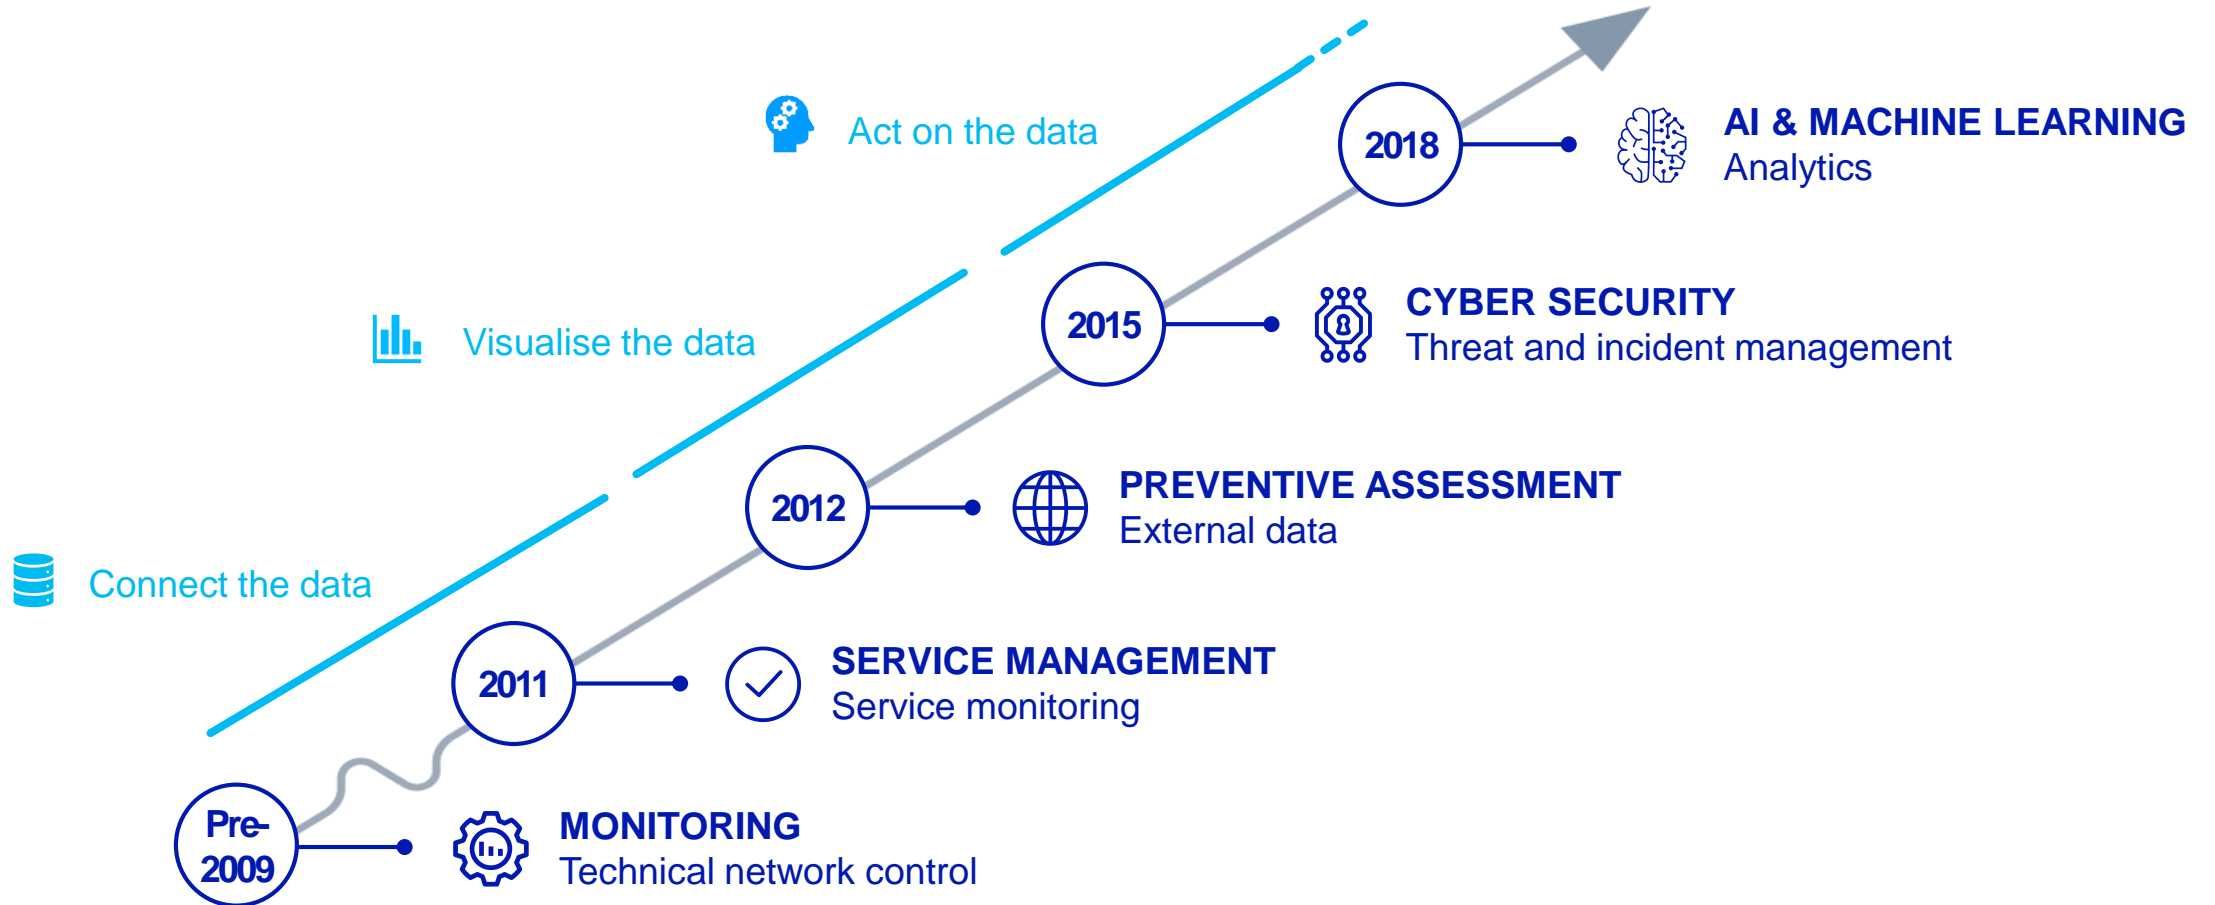 Act on the data
2018
AI & MACHINE LEARNING
Analytics
Visualise the data
2015
CYBER SECURITY
Threat and incident management
2012
PREVENTIVE ASSESSMENT
External data
Connect the data
2011
SERVICE MANAGEMENT
Service monitoring
Pre-
2009
MONITORING
Technical network control